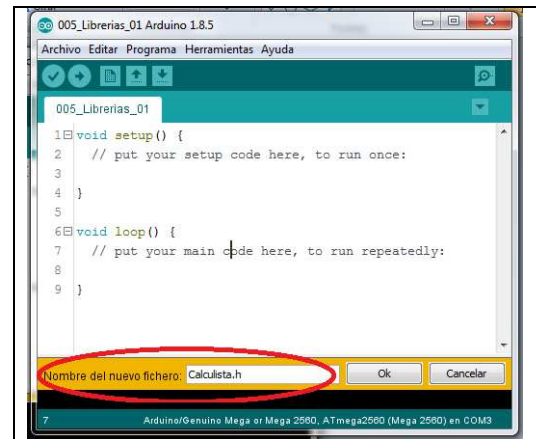 005_Librerias_01 Arduino 1.8.5
Archivo Editar Programa Herramientas Ayuda
005_Librerias_01
1 void setup() {
2 // put your setup code here, to run once:
3
4 }
5
6 void loop() {
7 // put your main code here, to run repeatedly:
8
9 }
Nombre del nuevo fichero: Calculista.h Ok Cancelar
7 Arduino/Genuino Mega or Mega 2560, ATmega2560 (Mega 2560) en COM3